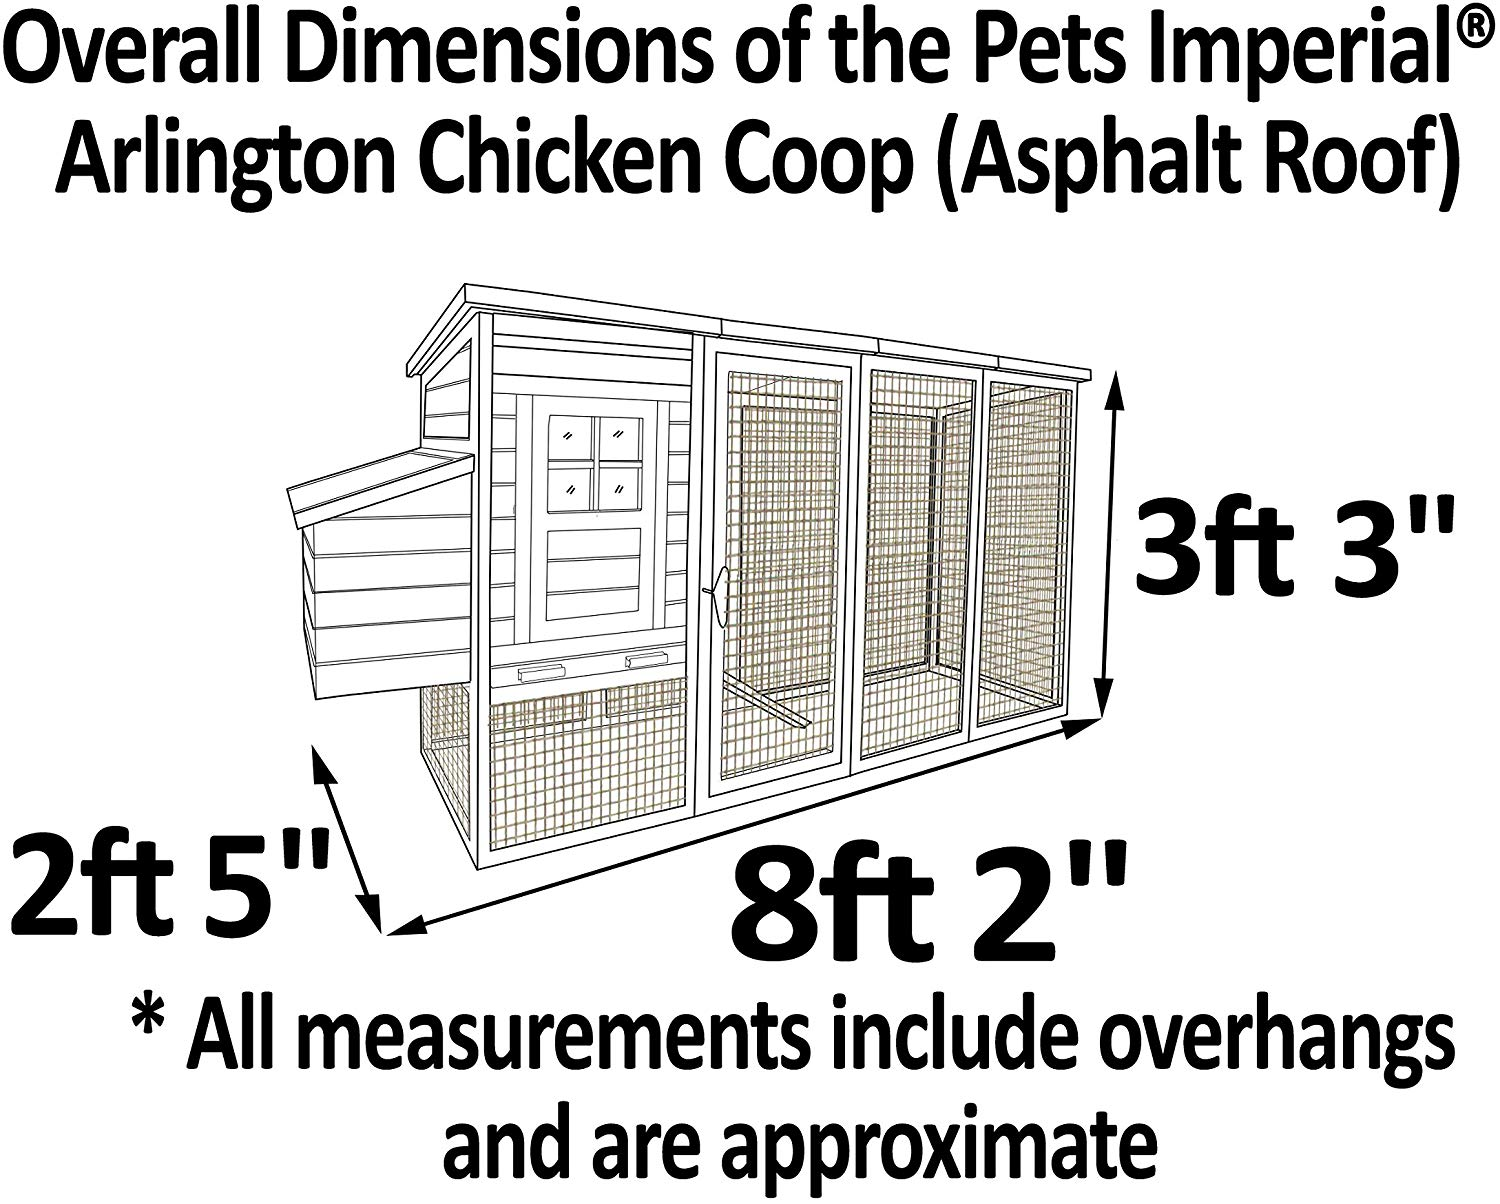 Overall Dimensions of the Pets Imperial®
Arlington Chicken Coop (Asphalt Roof)
3ft 3"
2ft 5"
8ft 2"
* All measurements include overhangs
and are approximate